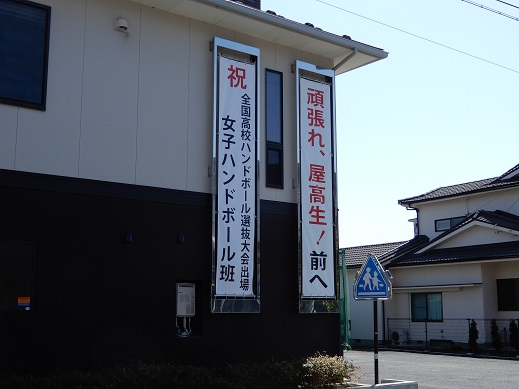 頑張れ、屋高生！前へ
祝
全国高校ハンドボール選抜大会出場
女子ハンドボール班